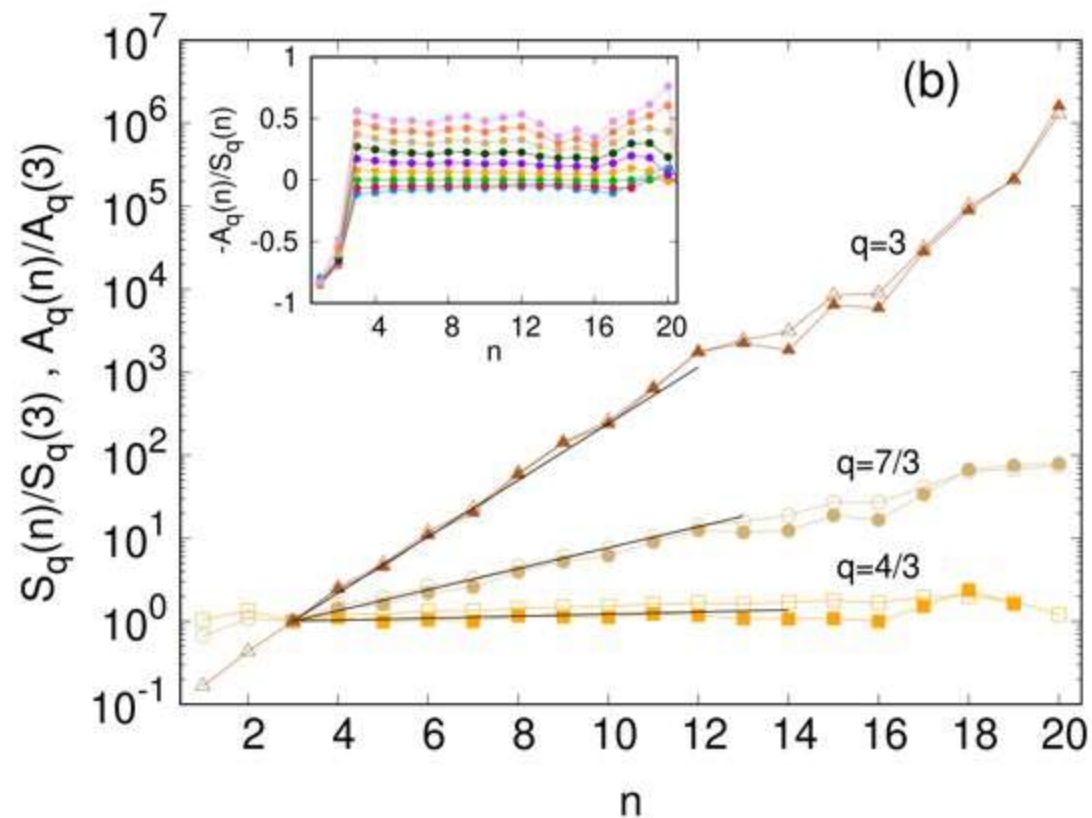 (b)
S_q(n)/S_q(3) , A_q(n)/A_q(3)
10^7
10^6
10^5
10^4
10^3
10^2
10^1
10^0
10^-1
-A_q(n)/S_q(n)
1
0.5
0
-0.5
-1
4 8 12 16 20
n
q=3
q=7/3
q=4/3
2 4 6 8 10 12 14 16 18 20
n